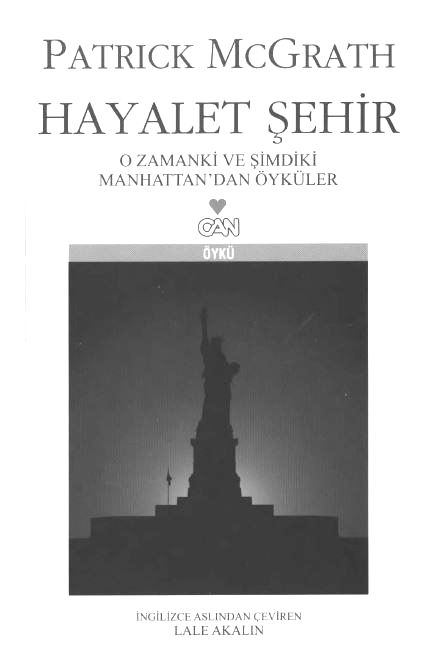 PATRICK MCGRATH
HAYALET ŞEHİR
O ZAMANKİ VE ŞİMDİKİ
MANHATTAN'DAN ÖYKÜLER
CAN
ÖYKÜ
İNGİLİZCE ASLINDAN ÇEVİREN
LALE AKALIN